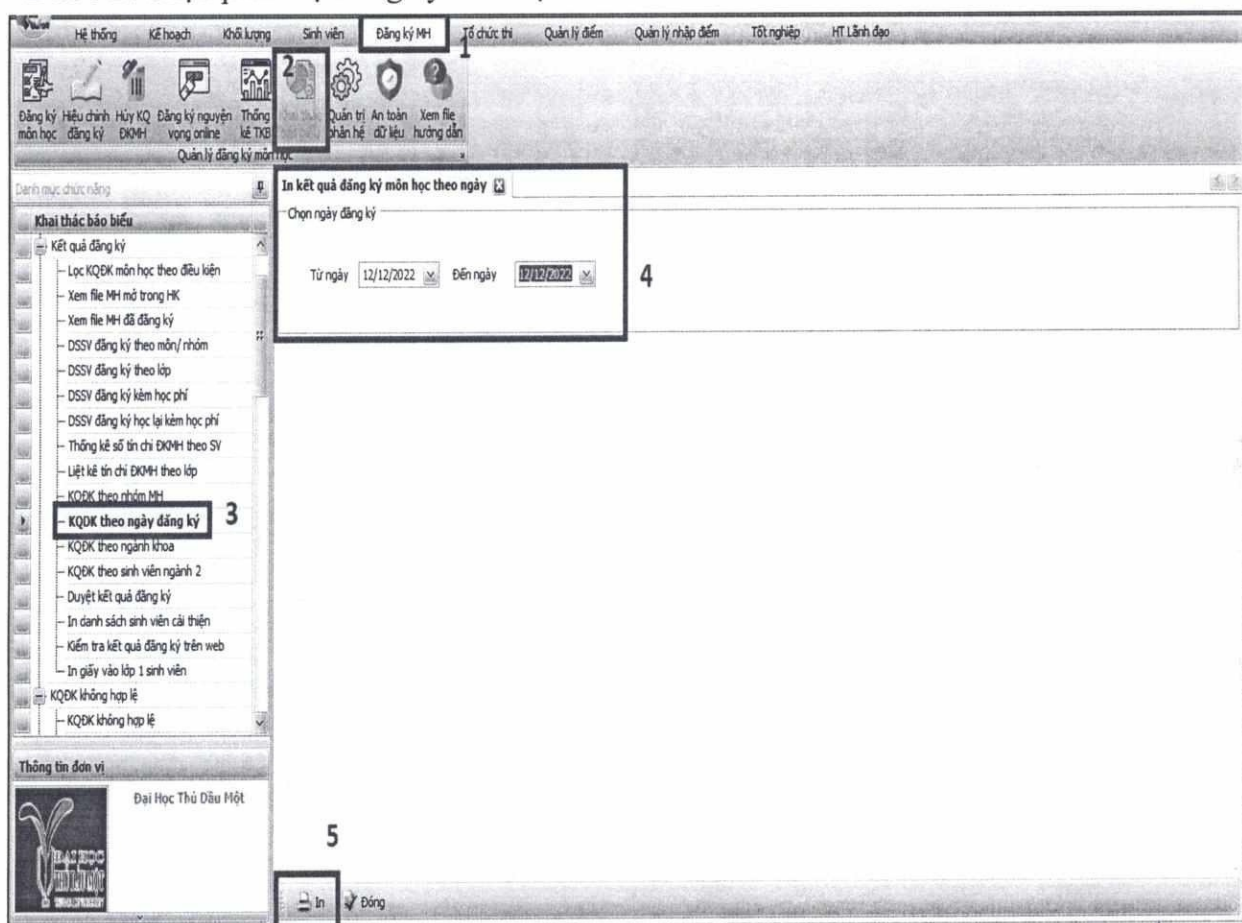 Hệ thống Kế hoạch Khối lượng Sinh viên Đăng ký MH Tổ chức thi Quản lý điểm Quản lý nhập điểm Tốt nghiệp HT Lãnh đạo
1
2
Đăng ký Hiệu chỉnh Hủy KQ Đăng ký nguyện Thống Quản trị An toàn Xem file
môn học đăng ký ĐKMH vọng online kê TKB phân hệ dữ liệu hướng dẫn
Quản lý đăng ký môn học
Danh mục chức năng
In kết quả đăng ký môn học theo ngày
Khai thác báo biểu
Chọn ngày đăng ký
Từ ngày 12/12/2022 Đến ngày 12/12/2022
4
Kết quả đăng ký
Lọc KQĐK môn học theo điều kiện
Xem file MH mở trong HK
Xem file MH đã đăng ký
DSSV đăng ký theo môn/ nhóm
DSSV đăng ký theo lớp
DSSV đăng ký kèm học phí
DSSV đăng ký học lại kèm học phí
Thống kê số tín chỉ ĐKMH theo SV
Liệt kê tín chỉ ĐKMH theo lớp
KQĐK theo nhóm MH
KQĐK theo ngày đăng ký 3
KQĐK theo ngành khoa
KQĐK theo sinh viên ngành 2
Duyệt kết quả đăng ký
In danh sách sinh viên cải thiện
Kiểm tra kết quả đăng ký trên web
In giấy vào lớp 1 sinh viên
KQĐK không hợp lệ
KQĐK không hợp lệ
Thông tin đơn vị
Đại Học Thủ Dầu Một
ĐẠI HỌC
THỦ DẦU MỘT
5
In Đóng